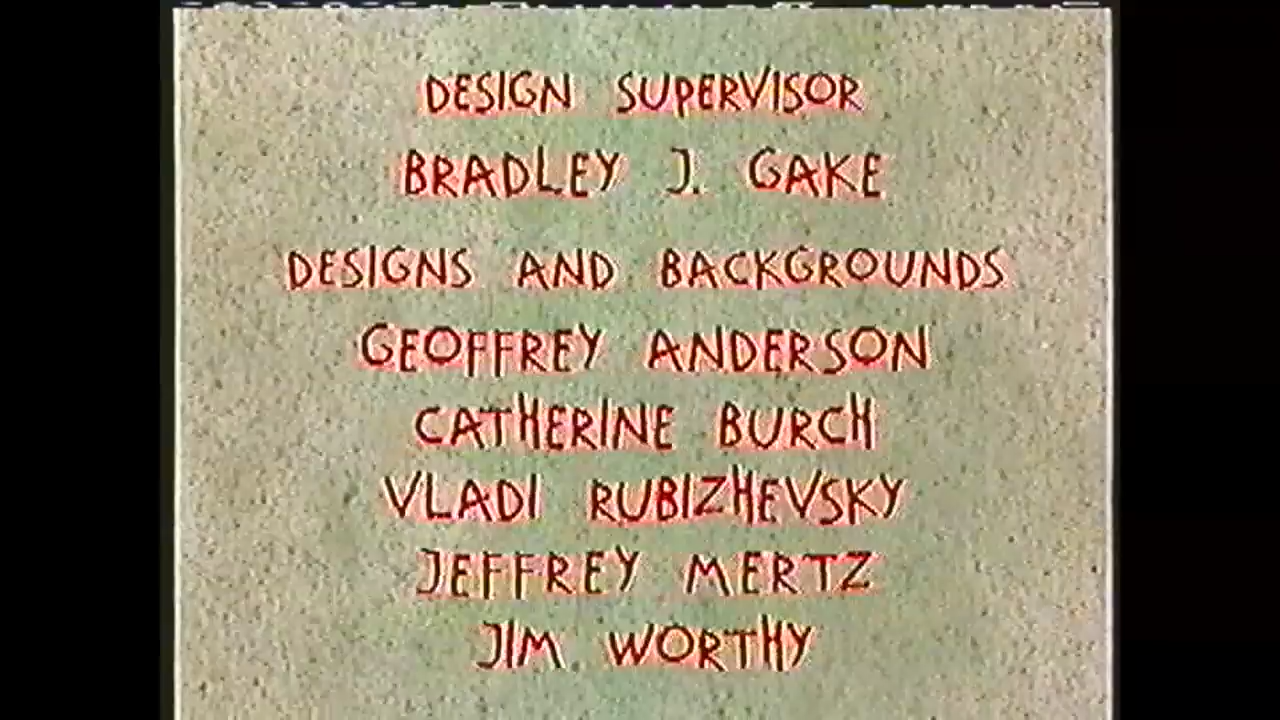 DESIGN SUPERVISOR
BRADLEY J. GAKE
DESIGNS AND BACKGROUNDS
GEOFFREY ANDERSON
CATHERINE BURCH
VLADI RUBIZHEVSKY
JEFFREY MERTZ
JIM WORTHY